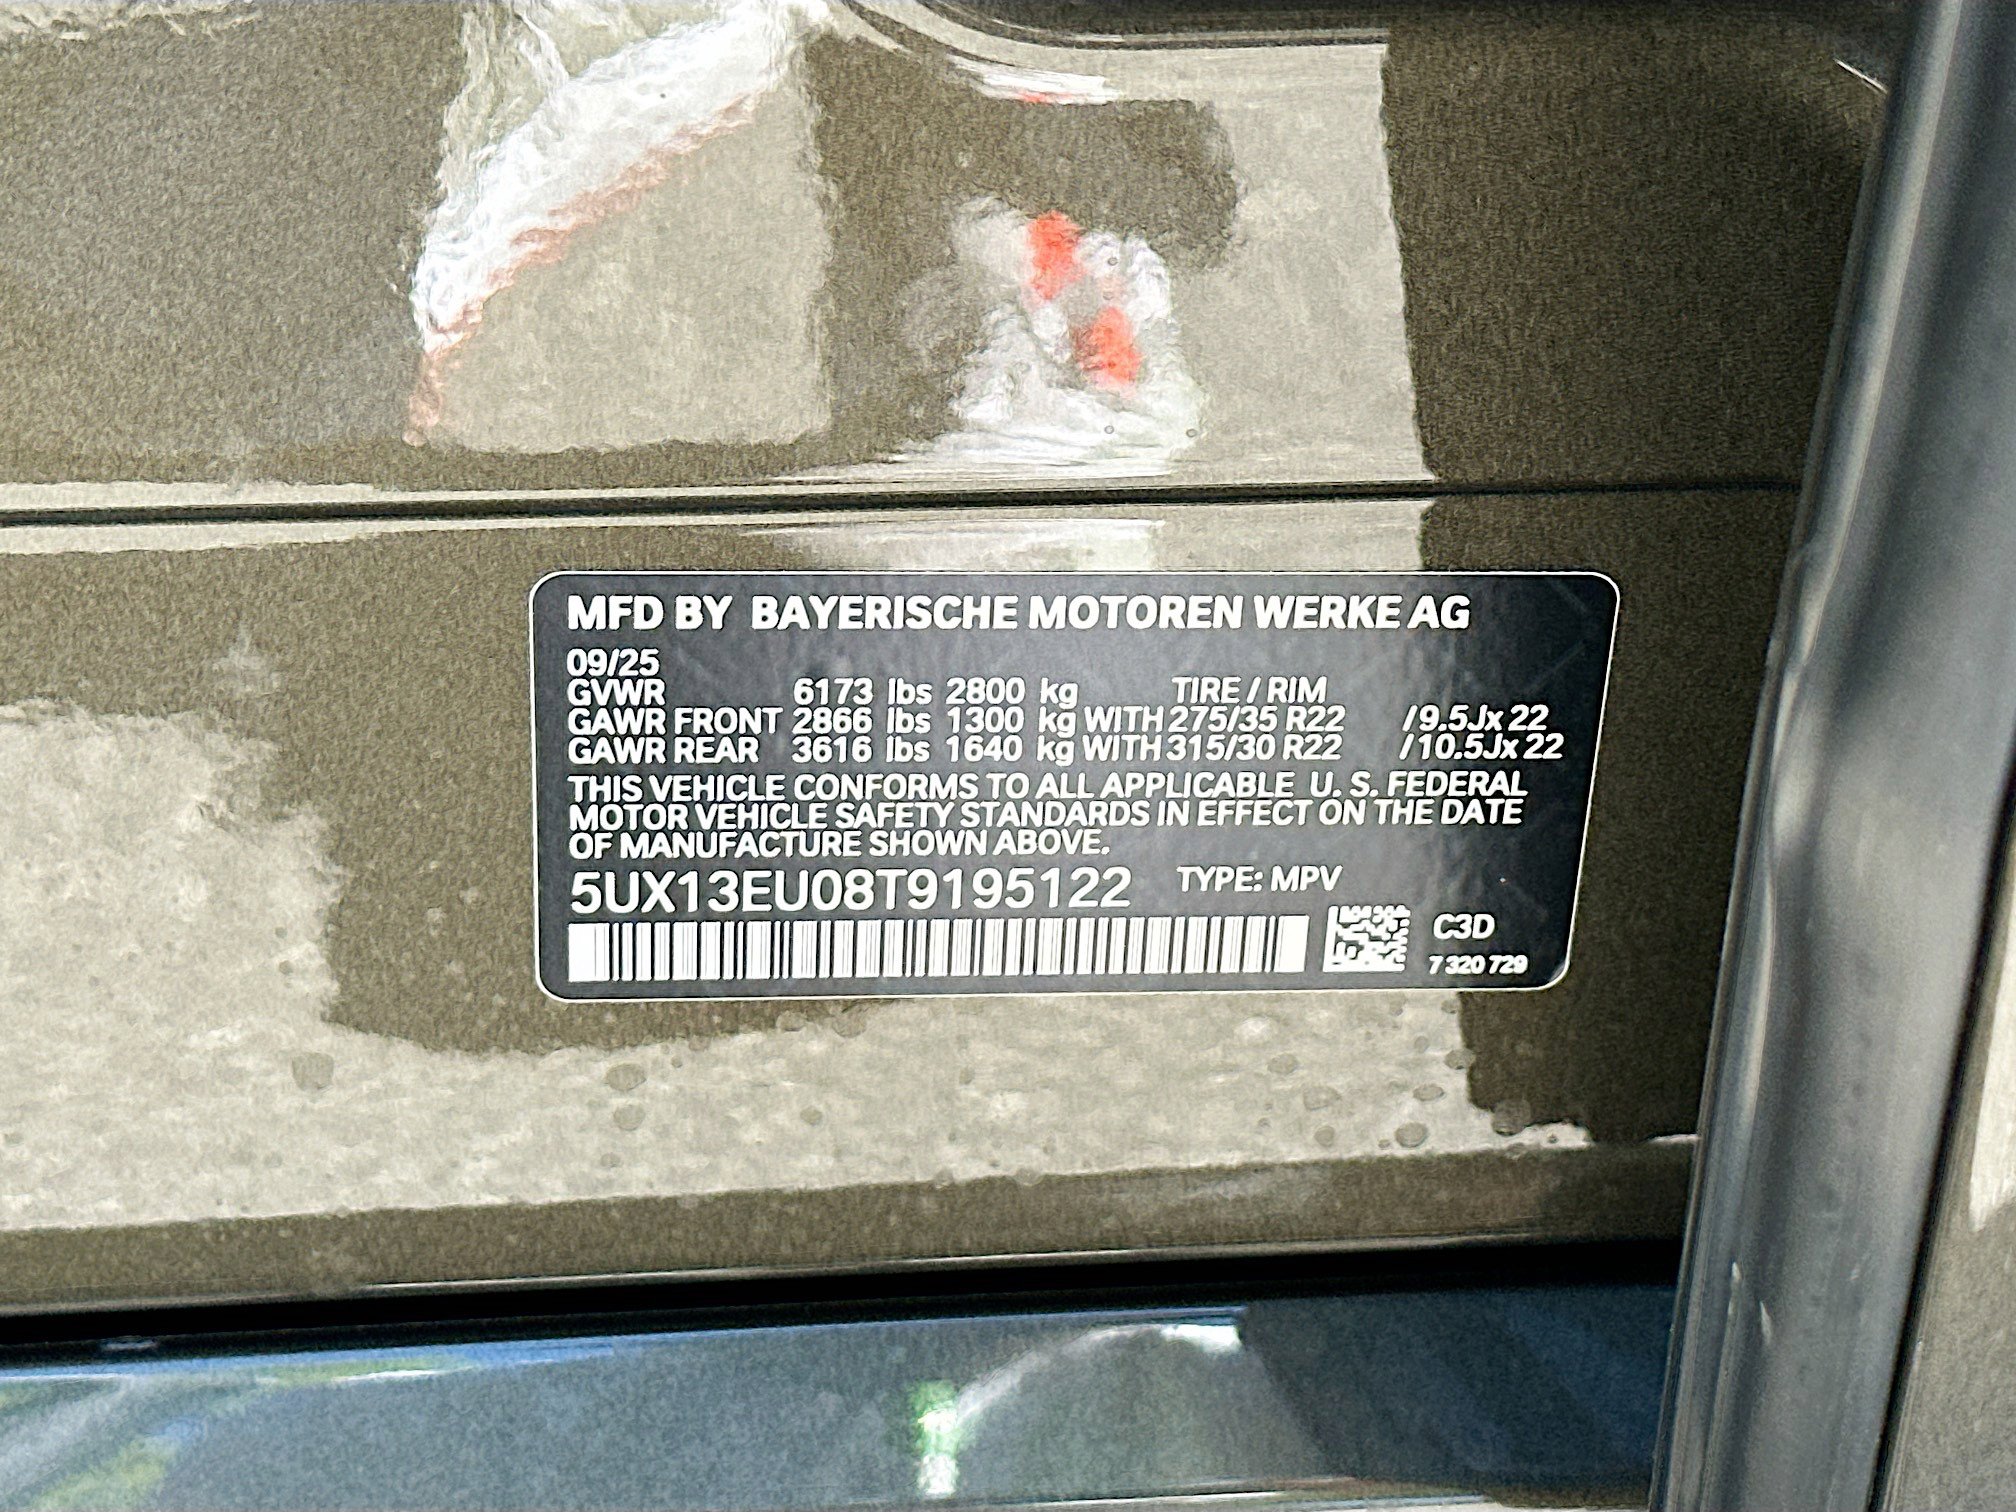 MFD BY BAYERISCHE MOTOREN WERKE AG
09/25
GVWR 6173 lbs 2800 kg TIRE / RIM
GAWR FRONT 2866 lbs 1300 kg WITH 275/35 R22 /9.5Jx 22
GAWR REAR 3616 lbs 1640 kg WITH 315/30 R22 /10.5Jx 22
THIS VEHICLE CONFORMS TO ALL APPLICABLE U. S. FEDERAL
MOTOR VEHICLE SAFETY STANDARDS IN EFFECT ON THE DATE
OF MANUFACTURE SHOWN ABOVE.
5UX13EU08T9195122 TYPE: MPV
C3D
7 320 729